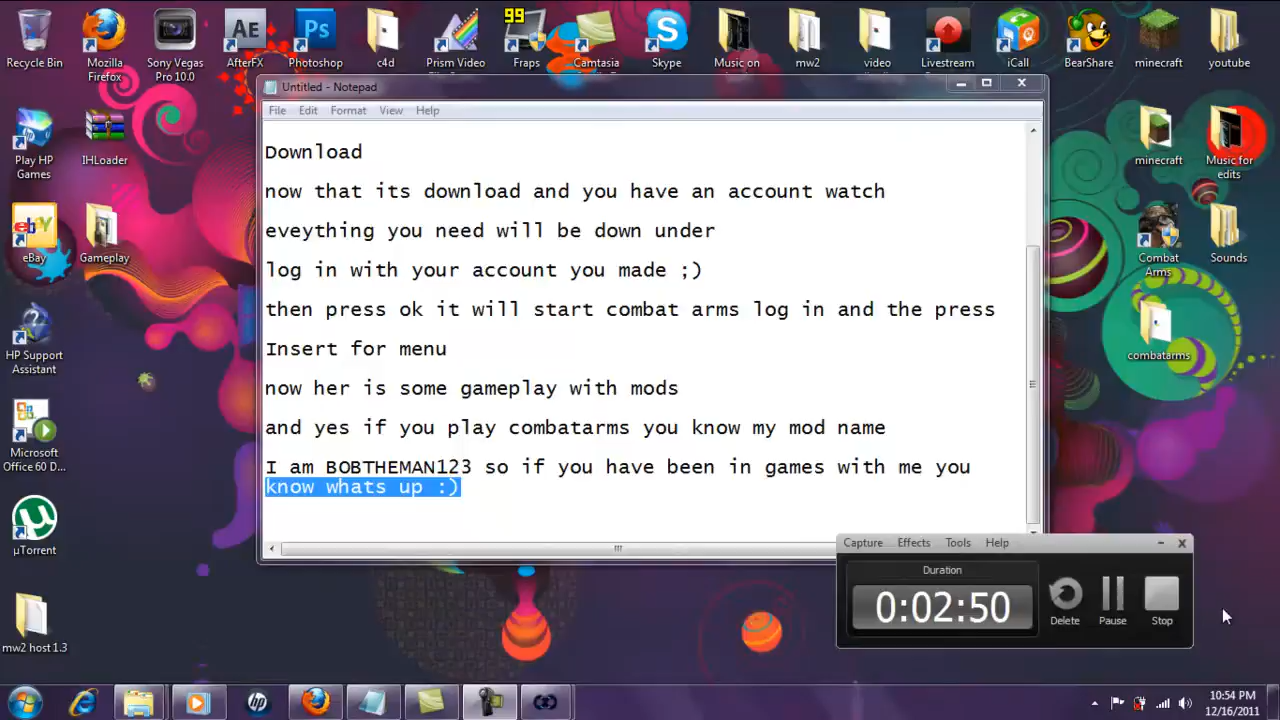 99
Recycle Bin
Mozilla
Firefox
Sony Vegas
Pro 10.0
AE
AfterFX
Ps
Photoshop
c4d
Prism Video
Fraps
Camtasia
Skype
Music on
mw2
video
Livestream
iCall
BearShare
minecraft
youtube
Untitled - Notepad
File Edit Format View Help
Download
now that its download and you have an account watch
eveything you need will be down under
log in with your account you made ;)
then press ok it will start combat arms log in and the press
Insert for menu
now her is some gameplay with mods
and yes if you play combatarms you know my mod name
I am BOBTHEMAN123 so if you have been in games with me you
know whats up :)
Play HP
Games
IHLoader
ebay
eBay
Gameplay
HP Support
Assistant
Microsoft
Office 60 D...
µTorrent
mw2 host 1.3
minecraft
Music for
edits
Combat
Arms
Sounds
combatarms
Capture Effects Tools Help
Duration
0:02:50
Delete
Pause
Stop
hp
10:54 PM
12/16/2011